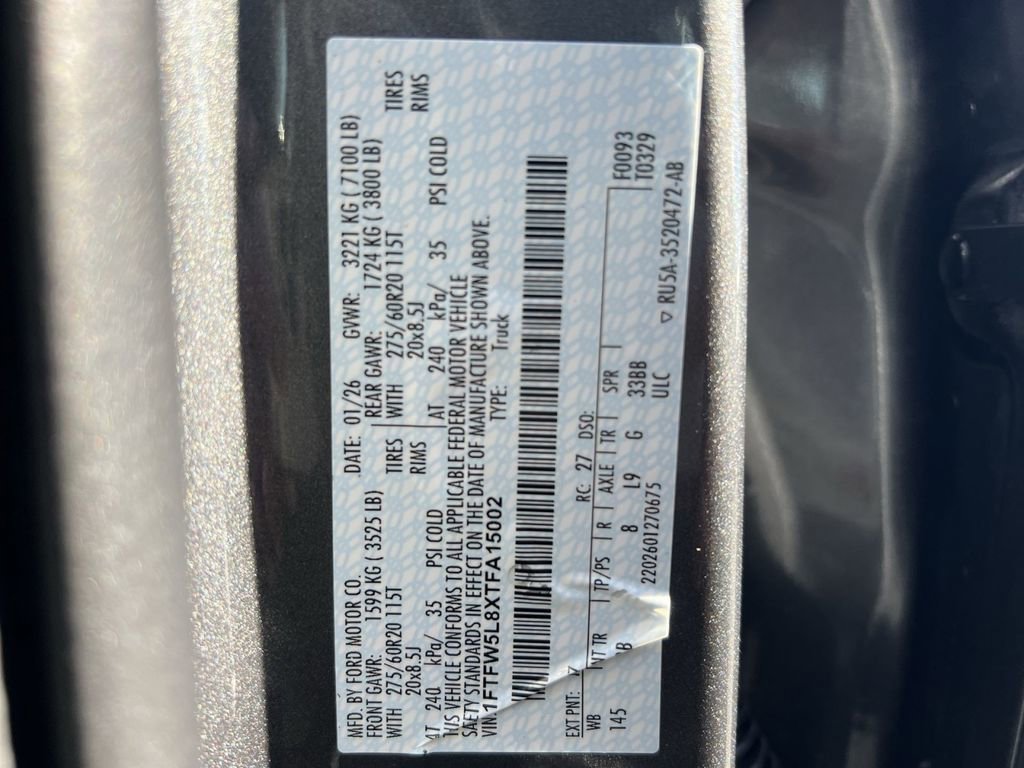 MFD. BY FORD MOTOR CO.
DATE: 01/26 GVWR: 3221 KG ( 7100 LB)
FRONT GAWR: 1599 KG ( 3525 LB) REAR GAWR: 1724 KG ( 3800 LB)
WITH 275/60R20 115T TIRES WITH 275/60R20 115T TIRES
20x8.5J RIMS 20x8.5J RIMS
AT 240 kPa/ 35 PSI COLD AT 240 kPa/ 35 PSI COLD
VEHICLE CONFORMS TO ALL APPLICABLE FEDERAL MOTOR VEHICLE
SAFETY STANDARDS IN EFFECT ON THE DATE OF MANUFACTURE SHOWN ABOVE.
VIN:1FTFW5L8XTFA15002 TYPE: Truck
EXT PNT: RC: 27 DSO:
WB NT TR TP/PS R AXLE TR SPR F0093
145 B 8 L9 G 33BB T0329
2202601270675 ULC
▽ RU5A-3520472-AB